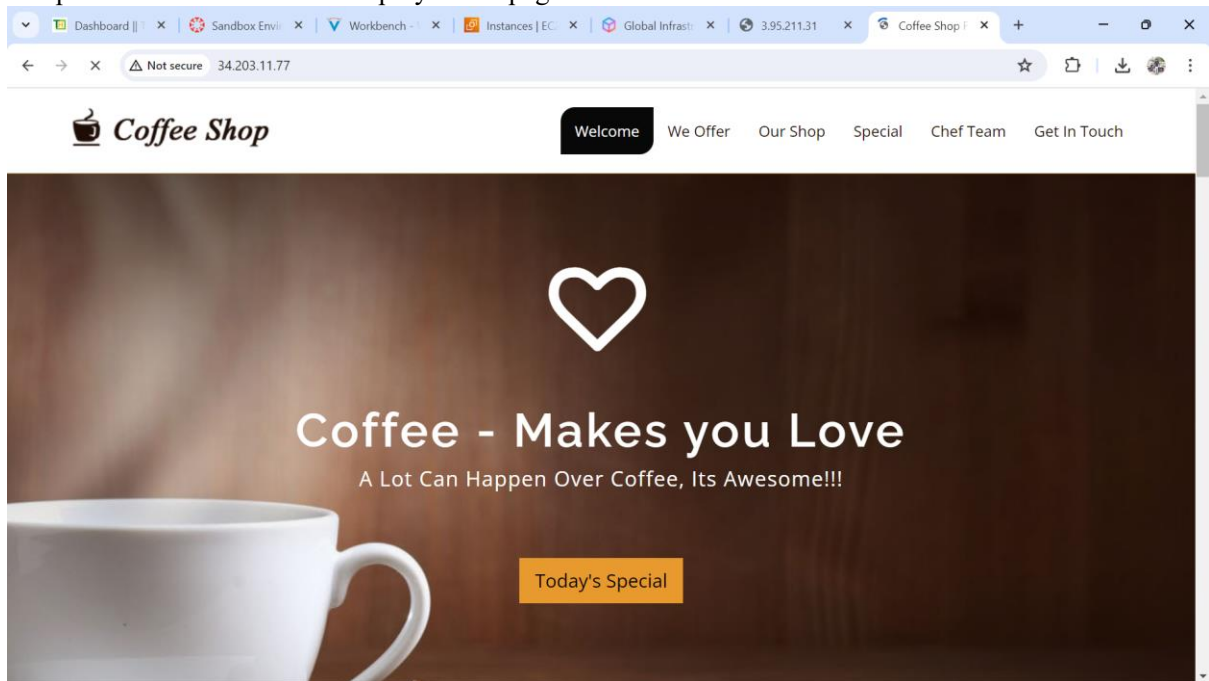 Dashboard ||
Sandbox Envi
Workbench -
Instances | EC
Global Infrastr
3.95.211.31
Coffee Shop
Not secure 34.203.11.77
Coffee Shop
Welcome We Offer Our Shop Special Chef Team Get In Touch
Coffee - Makes you Love
A Lot Can Happen Over Coffee, Its Awesome!!!
Today's Special